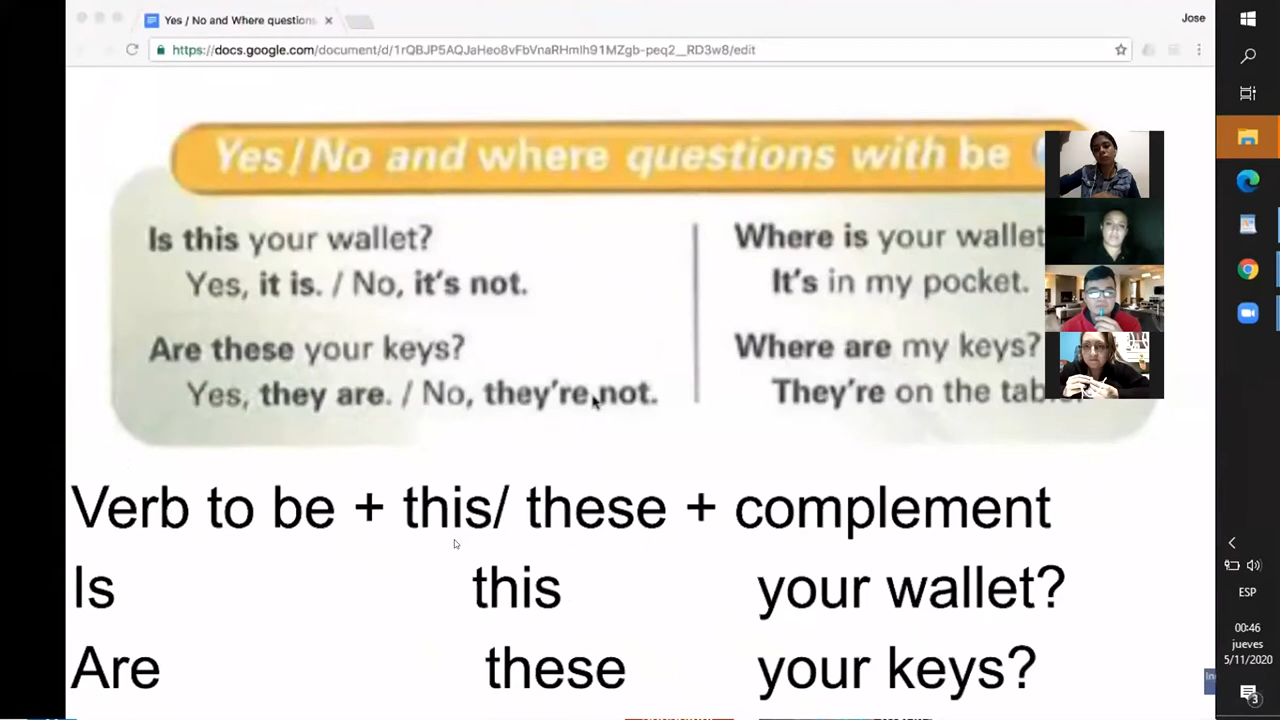 Yes / No and Where questions
Jose
https://docs.google.com/document/d/1rQBJP5AQJaHeo8vFbVnaRHmlh91MZgb-peq2__RD3w8/edit
Yes/No and where questions with be
Is this your wallet?
Yes, it is. / No, it's not.
Are these your keys?
Yes, they are. / No, they're not.
Where is your wallet
It's in my pocket.
Where are my keys?
They're on the
Verb to be + this/ these + complement
Is this your wallet?
Are these your keys?
ESP
00:46
jueves
5/11/2020
3